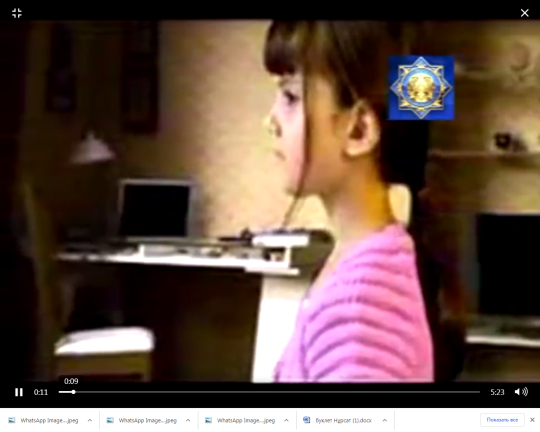 0:09
0:11
5:23
WhatsApp Image....jpeg
WhatsApp Image....jpeg
WhatsApp Image....jpeg
буклет Нұрсат (1).docx
Показать все